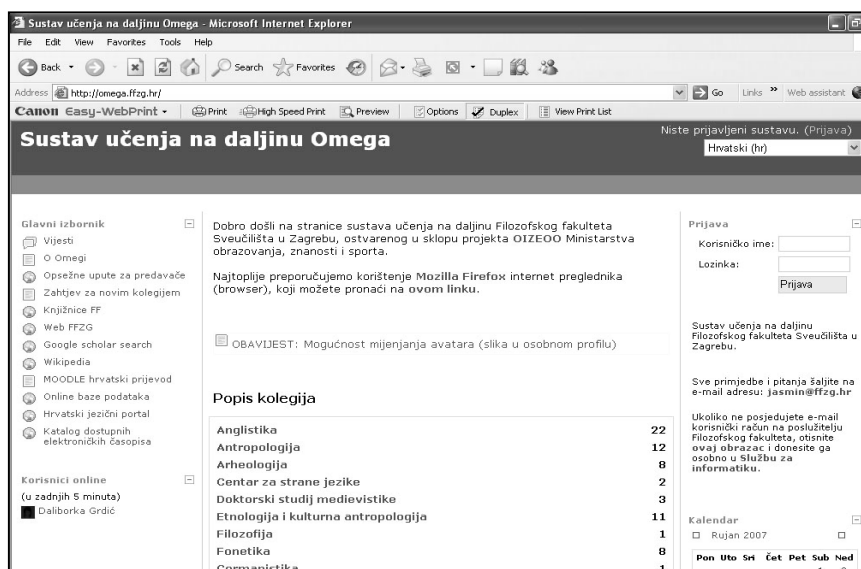 Sustav učenja na daljinu Omega - Microsoft Internet Explorer
File Edit View Favorites Tools Help
Back Search Favorites
Address http://omega.ffzg.hr/ Go Links » Web assistant
Canon Easy-WebPrint Print High Speed Print Preview Options Duplex View Print List
Sustav učenja na daljinu Omega
Niste prijavljeni sustavu. (Prijava)
Hrvatski (hr)
Glavni izbornik
Vijesti
O Omegi
Opsežne upute za predavače
Zahtjev za novim kolegijem
Knjižnice FF
Web FFZG
Google scholar search
Wikipedia
MOODLE hrvatski prijevod
Online baze podataka
Hrvatski jezični portal
Katalog dostupnih
elektroničkih časopisa
Korisnici online
(u zadnjih 5 minuta)
Daliborka Grdić
Dobro došli na stranice sustava učenja na daljinu Filozofskog fakulteta
Sveučilišta u Zagrebu, ostvarenog u sklopu projekta OIZEOO Ministarstva
obrazovanja, znanosti i sporta.
Najtoplije preporučujemo korištenje Mozilla Firefox internet preglednika
(browser), koji možete pronaći na ovom linku.
OBAVIJEST: Mogućnost mijenjanja avatara (slika u osobnom profilu)
Popis kolegija
Anglistika 22
Antropologija 12
Arheologija 8
Centar za strane jezike 2
Doktorski studij medievistike 3
Etnologija i kulturna antropologija 11
Filozofija 1
Fonetika 8
Germanistika 1
Prijava
Korisničko ime:
Lozinka:
Prijava
Sustav učenja na daljinu
Filozofskog fakulteta Sveučilišta u
Zagrebu.
Sve primjedbe i pitanja šaljite na
e-mail adresu: jasmin@ffzg.hr
Ukoliko ne posjedujete e-mail
korisnički račun na poslužitelju
Filozofskog fakulteta, otisnite
ovaj obrazac i donesite ga
osobno u Službu za
informatiku.
Kalendar
Rujan 2007
Pon Uto Sri Čet Pet Sub Ned